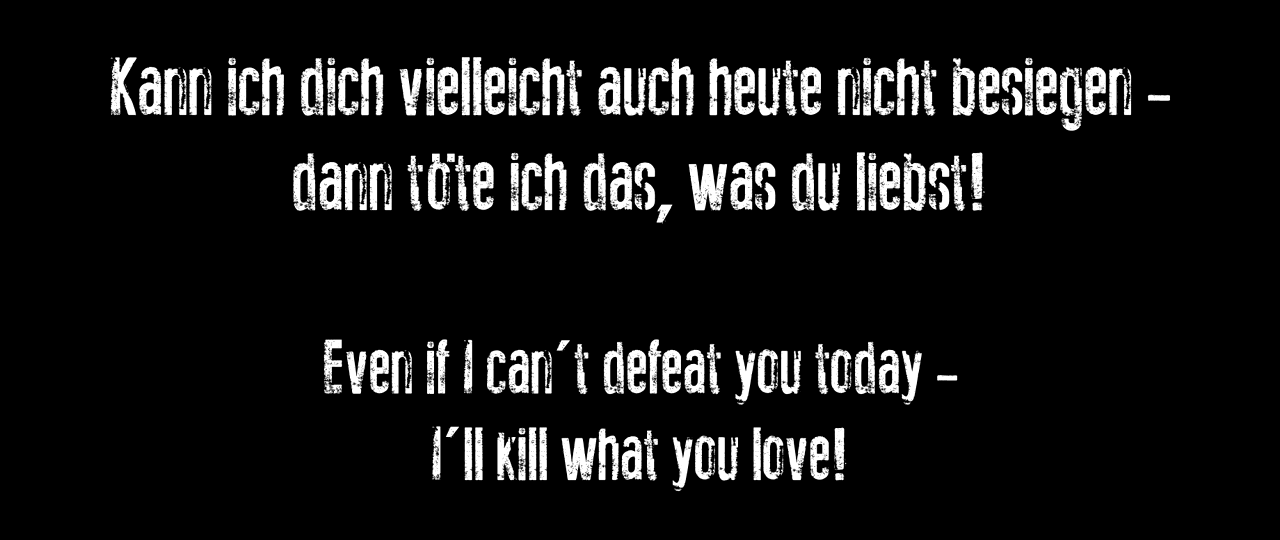 Kann ich dich vielleicht auch heute nicht besiegen –
dann töte ich das, was du liebst!
Even if I can´t defeat you today –
I´ll kill what you love!